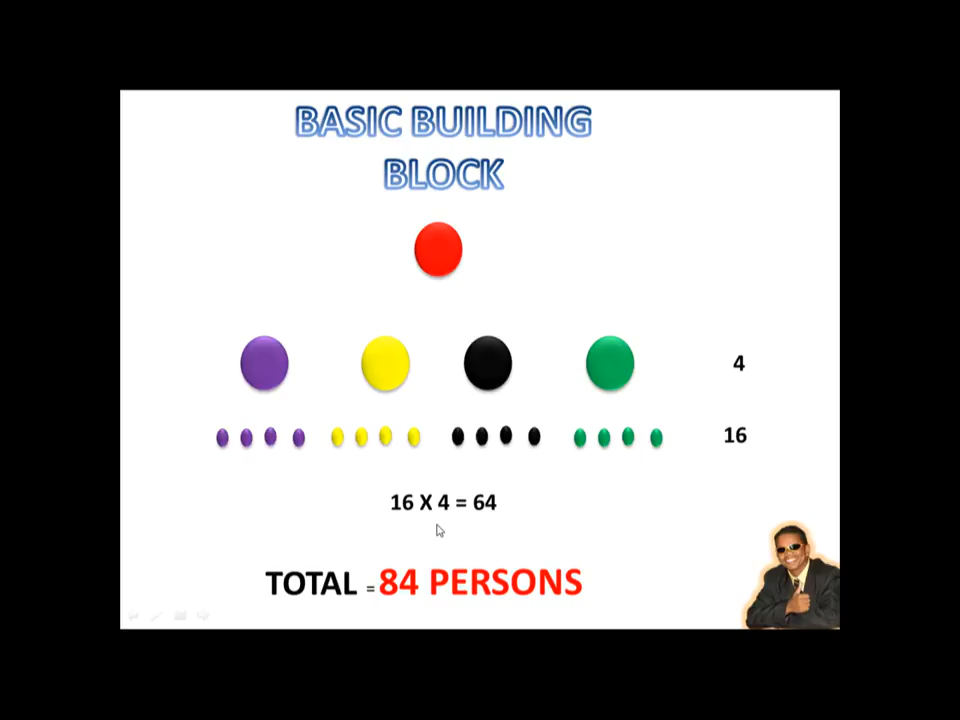 BASIC BUILDING
BLOCK
4
16
16 X 4 = 64
TOTAL = 84 PERSONS